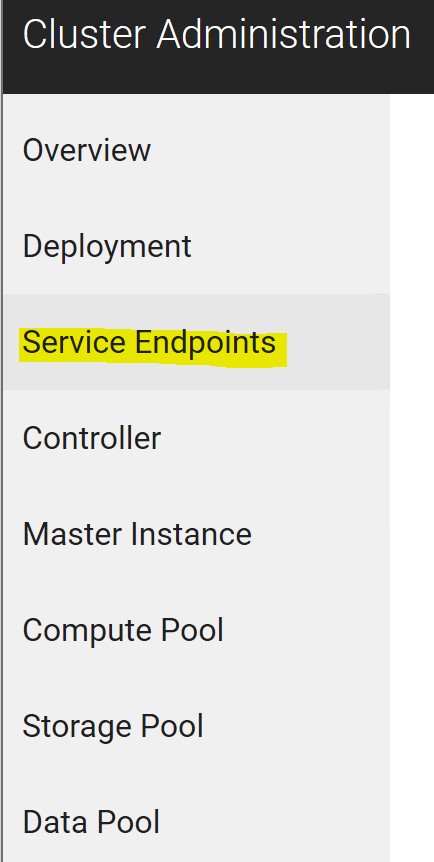 Cluster Administration
Overview
Deployment
Service Endpoints
Controller
Master Instance
Compute Pool
Storage Pool
Data Pool